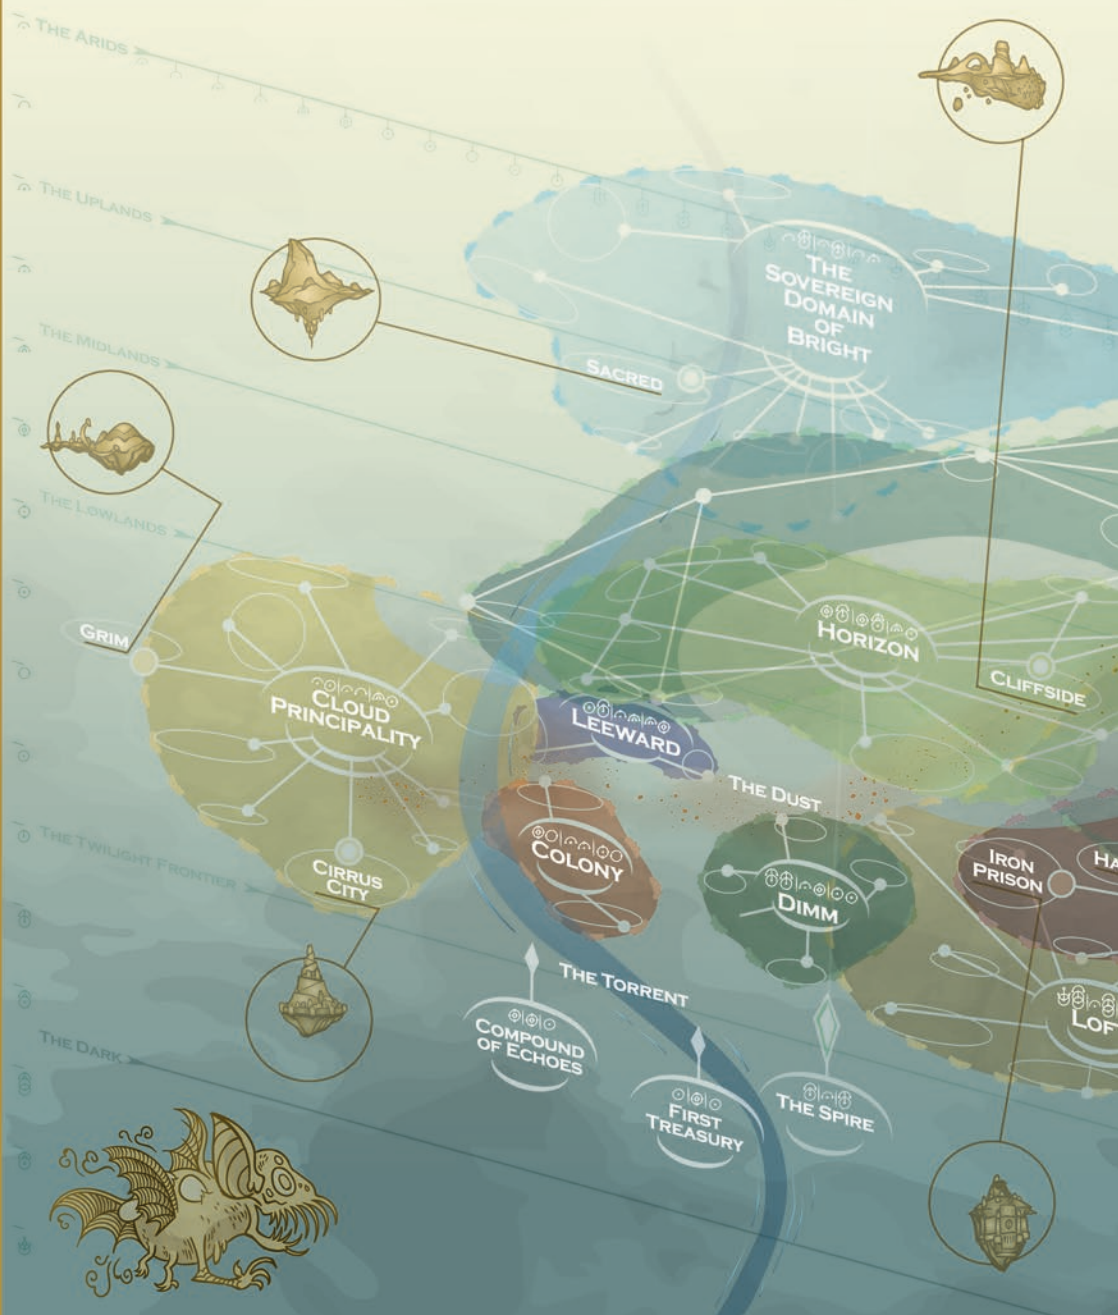 THE ARIDS
THE UPLANDS
THE SOVEREIGN
DOMAIN
OF
BRIGHT
THE MIDLANDS
SACRED
THE LOWLANDS
GRIM
HORIZON
CLIFFSIDE
CLOUD
PRINCIPALITY
LEEWARD
THE DUST
THE TWILIGHT FRONTIER
COLONY
IRON
PRISON
CIRRUS
CITY
DIMM
THE TORRENT
COMPOUND
OF ECHOES
THE DARK
FIRST
TREASURY
THE SPIRE